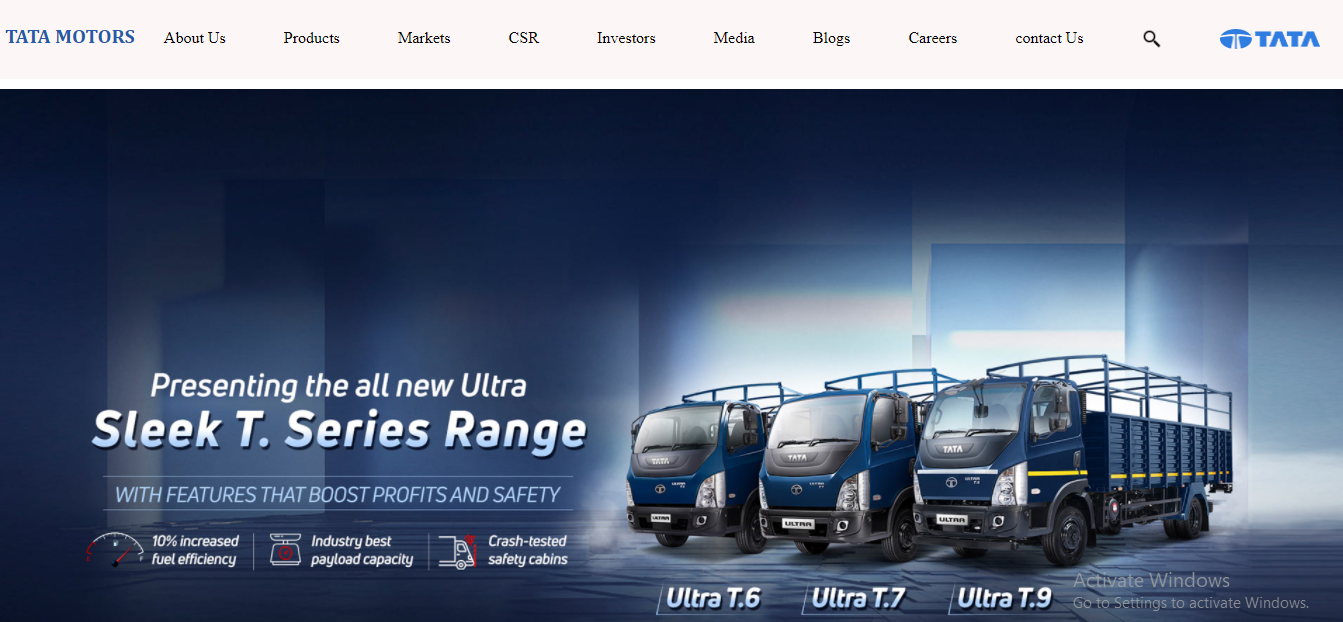 TATA MOTORS About Us Products Markets CSR Investors Media Blogs Careers contact Us TATA
Presenting the all new Ultra
Sleek T. Series Range
WITH FEATURES THAT BOOST PROFITS AND SAFETY
10% increased
fuel efficiency
Industry best
payload capacity
Crash-tested
safety cabins
TATA
TATA
TATA
ULTRA
ULTRA
ULTRA
Ultra T.6
Ultra T.7
Ultra T.9
Activate Windows
Go to Settings to activate Windows.